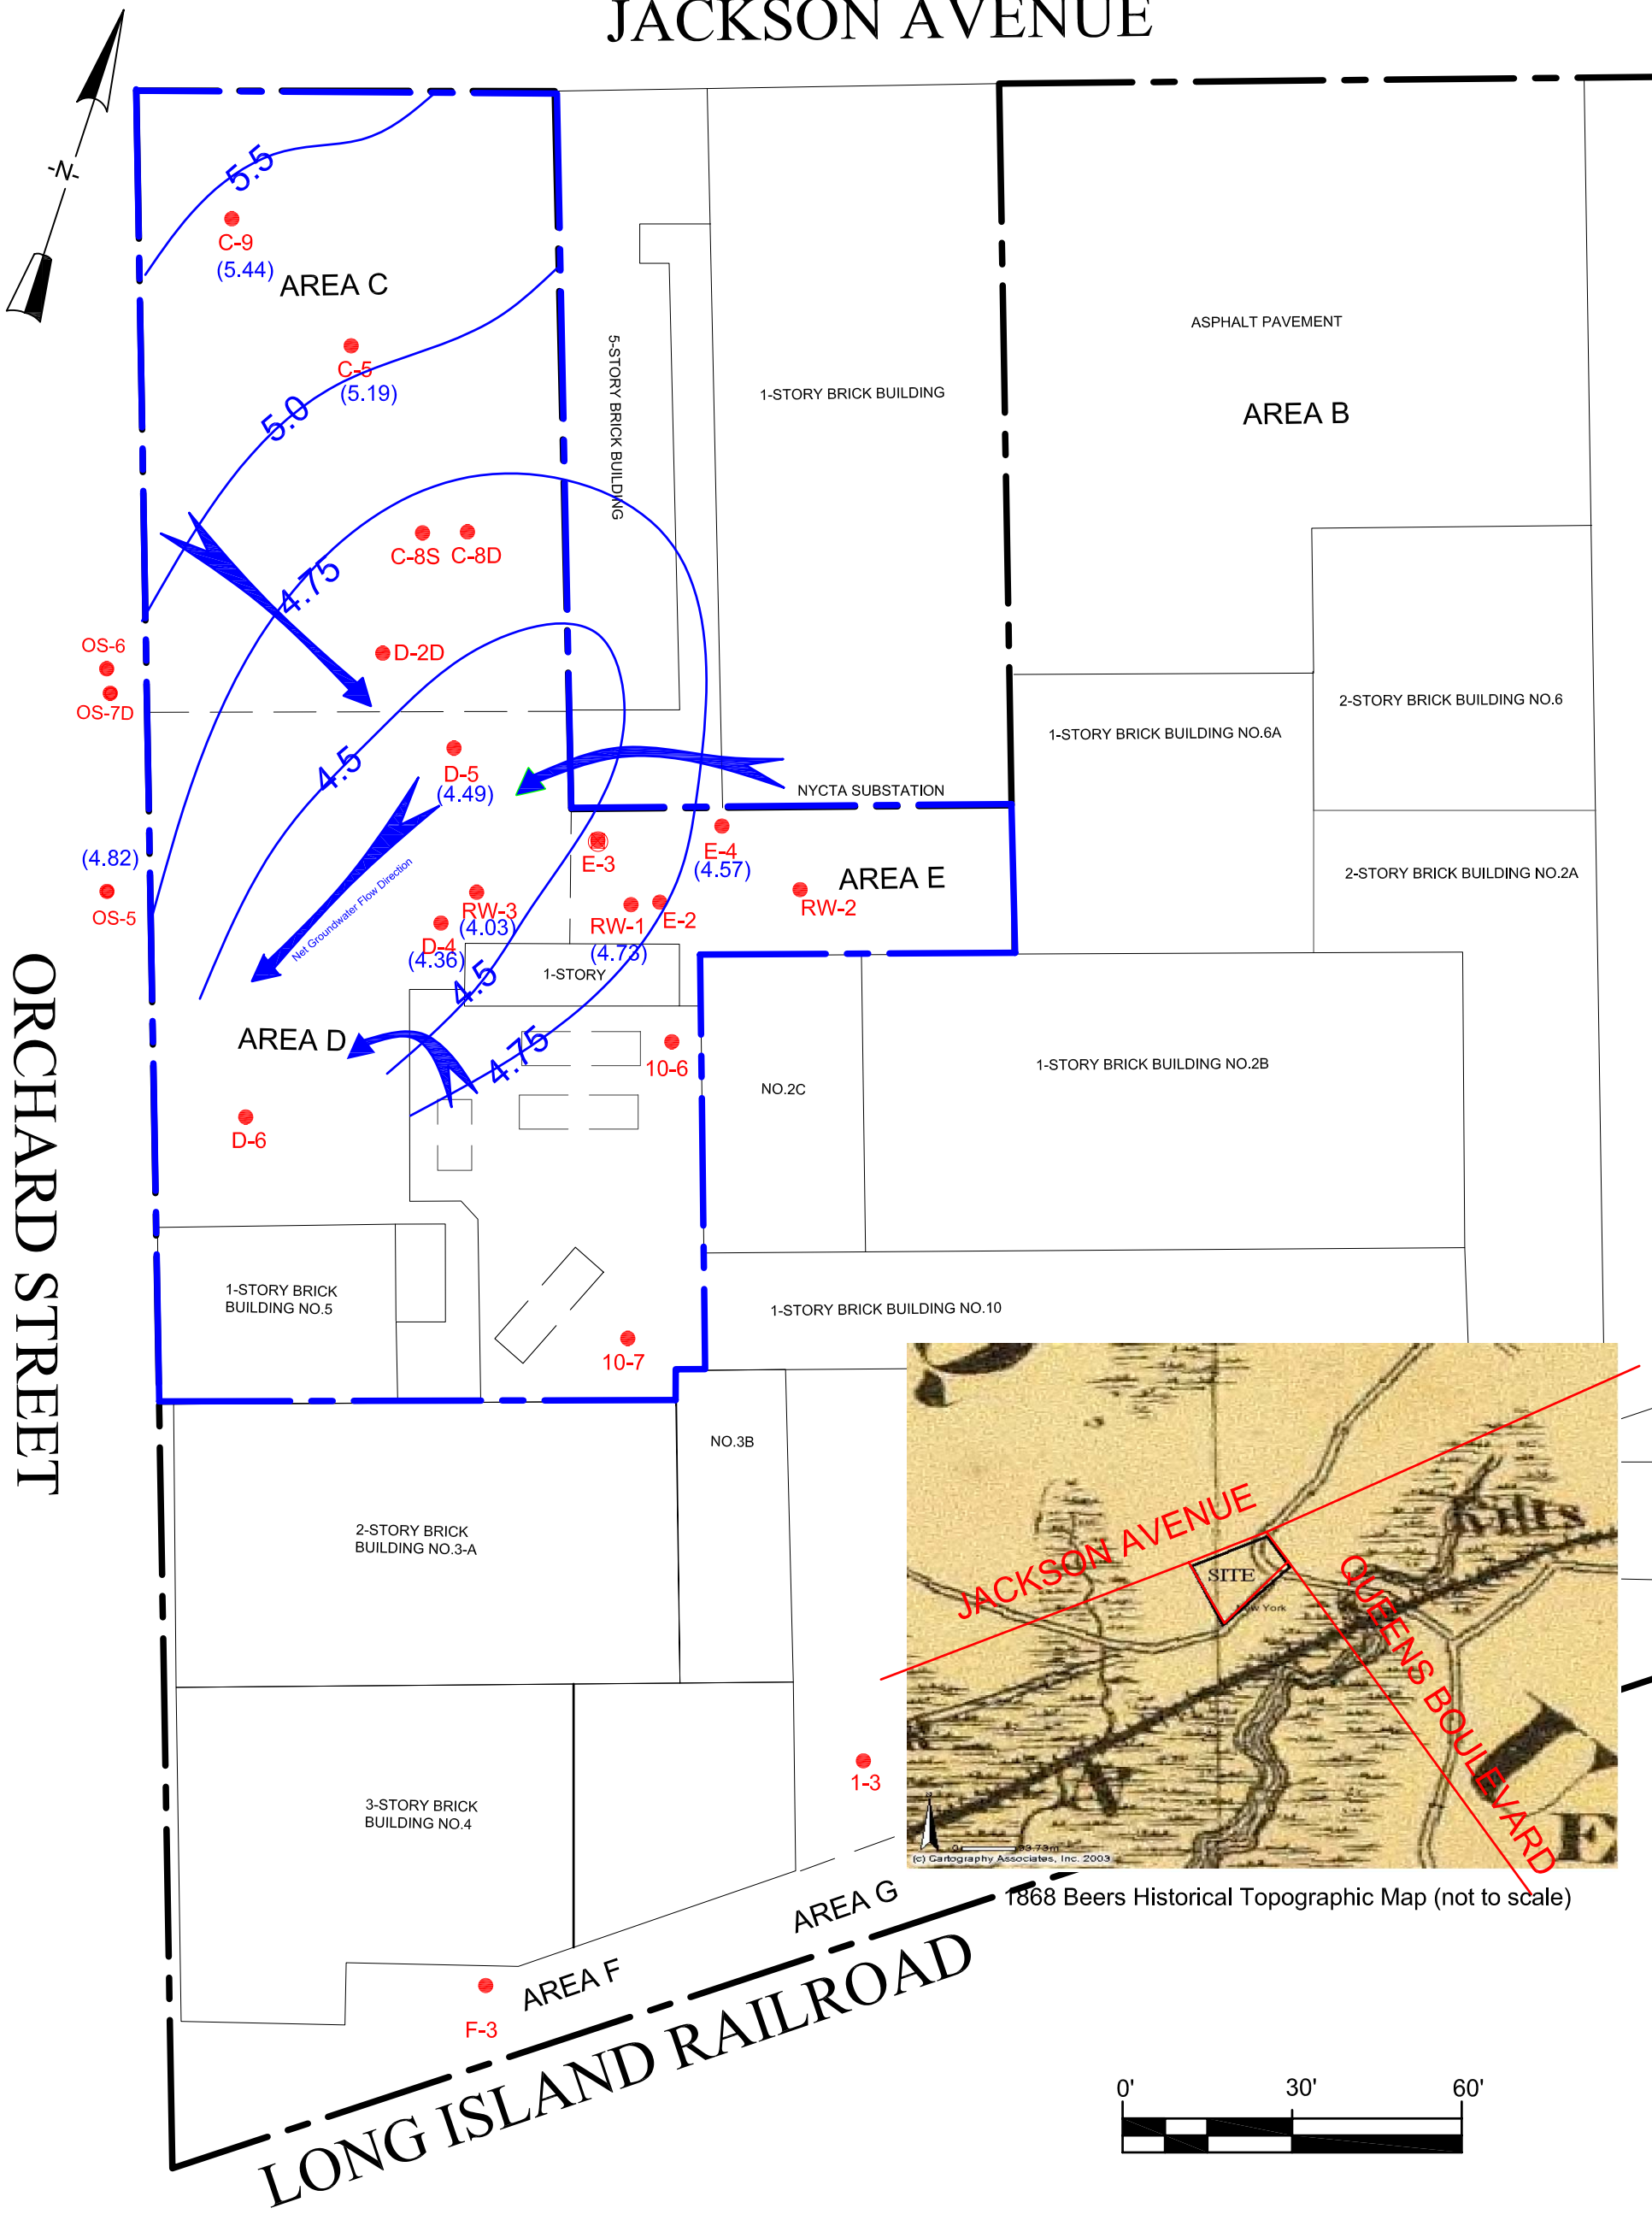 JACKSON AVENUE
-N-
5.5
C-9
(5.44)
AREA C
C-5
(5.19)
5.0
5-STORY BRICK BUILDING
1-STORY BRICK BUILDING
ASPHALT PAVEMENT
AREA B
C-8S
C-8D
4.75
OS-6
OS-7D
D-2D
2-STORY BRICK BUILDING NO.6
1-STORY BRICK BUILDING NO.6A
4.5
D-5
(4.49)
NYCTA SUBSTATION
(4.82)
OS-5
E-3
E-4
(4.57)
AREA E
2-STORY BRICK BUILDING NO.2A
Net Groundwater Flow Direction
RW-3
(4.03)
D-4
(4.36)
RW-1
(4.73)
E-2
RW-2
4.5
1-STORY
AREA D
4.75
10-6
NO.2C
1-STORY BRICK BUILDING NO.2B
D-6
ORCHARD STREET
1-STORY BRICK
BUILDING NO.5
1-STORY BRICK BUILDING NO.10
10-7
NO.3B
2-STORY BRICK
BUILDING NO.3-A
JACKSON AVENUE
SITE
New York
Kills
QUEENS BOULEVARD
1-3
3-STORY BRICK
BUILDING NO.4
E
0 93.73m
(c) Cartography Associates, Inc. 2003
1868 Beers Historical Topographic Map (not to scale)
AREA G
AREA F
F-3
LONG ISLAND RAILROAD
0'
30'
60'